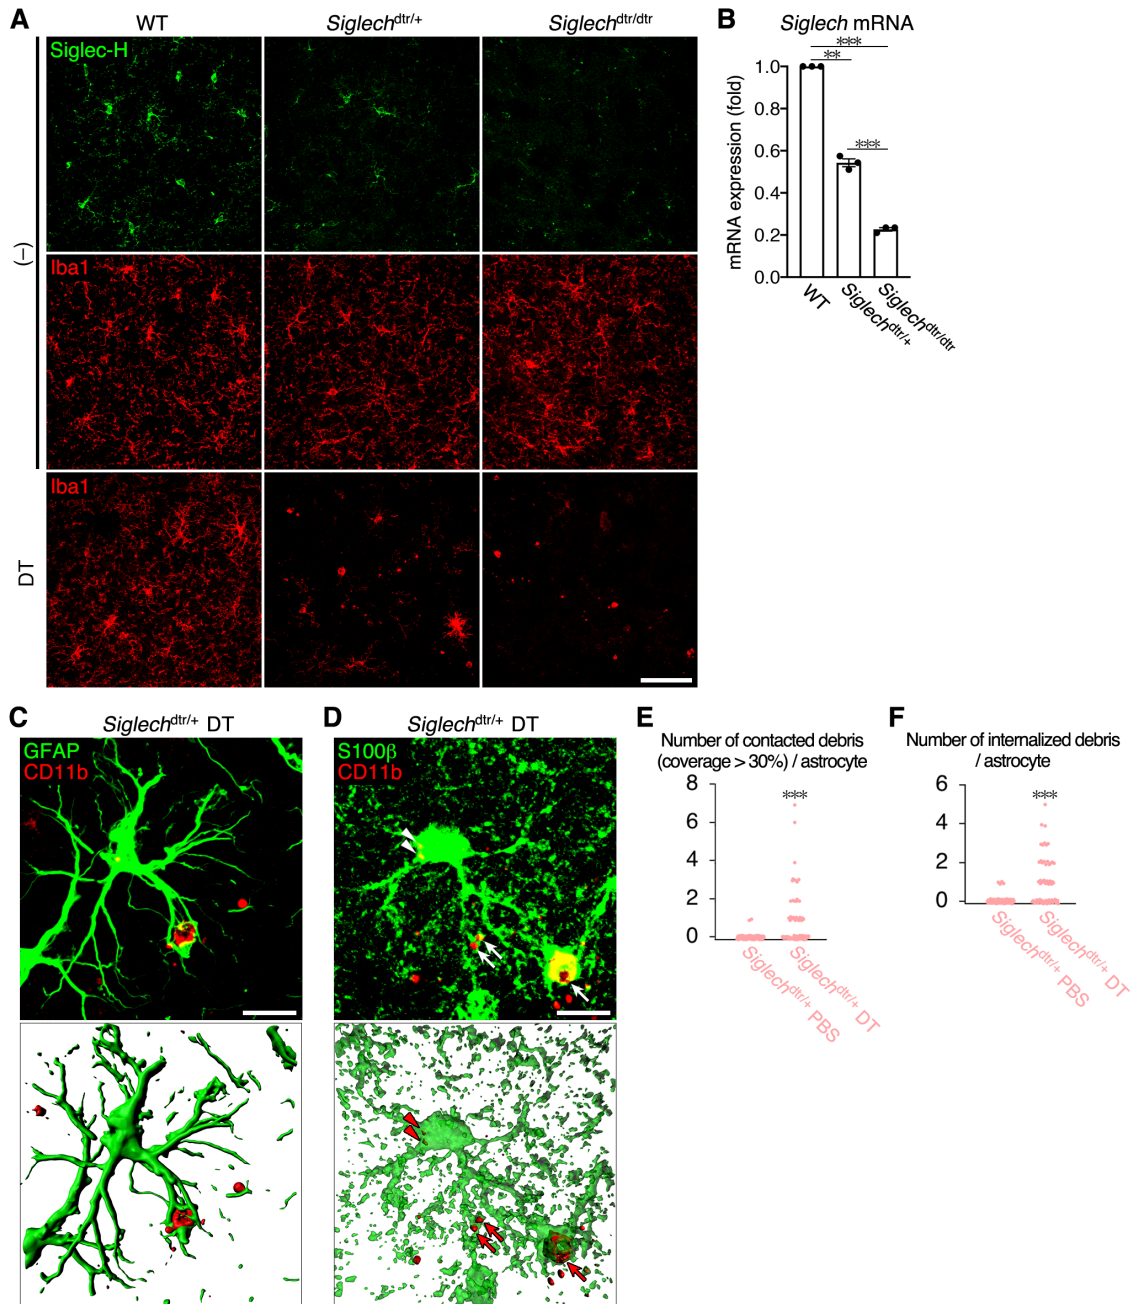 A
WT
Siglechdtr/+
Siglechdtr/dtr
Siglec-H
(−)
Iba1
Iba1
DT
B
Siglech mRNA
***
**
***
mRNA expression (fold)
1.0
0.8
0.6
0.4
0.2
0.0
WT
Siglechdtr/+
Siglechdtr/dtr
C
Siglechdtr/+ DT
GFAP
CD11b
D
Siglechdtr/+ DT
S100β
CD11b
E
Number of contacted debris
(coverage > 30%) / astrocyte
8
6
4
2
0
***
Siglechdtr/+ PBS
Siglechdtr/+ DT
F
Number of internalized debris
/ astrocyte
6
4
2
0
***
Siglechdtr/+ PBS
Siglechdtr/+ DT